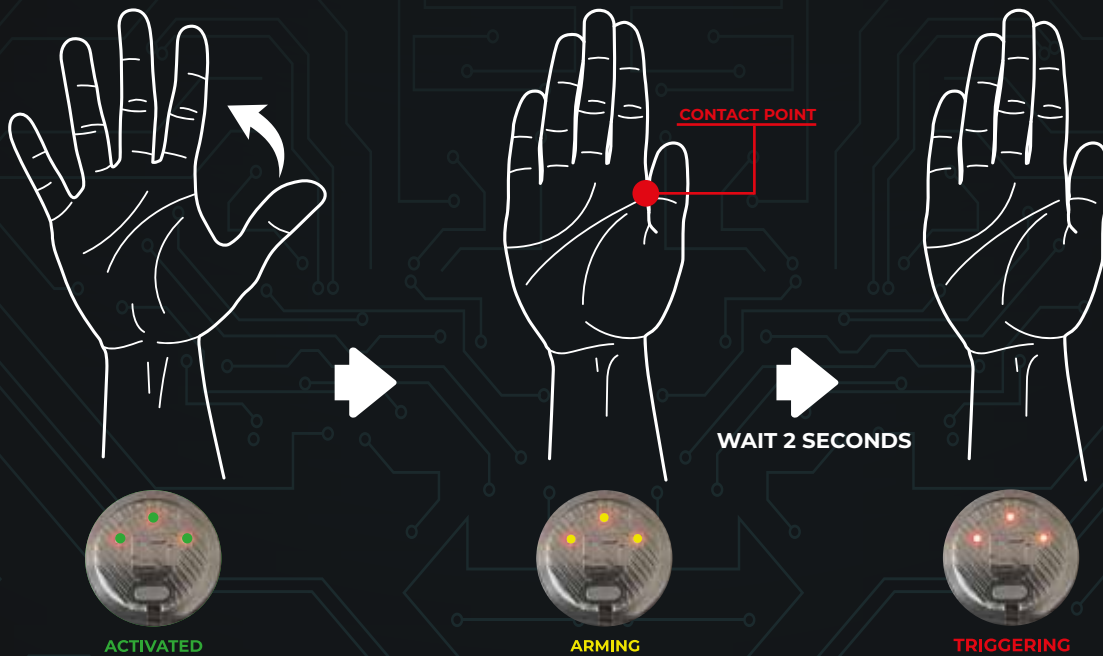 CONTACT POINT
WAIT 2 SECONDS
ACTIVATED
ARMING
TRIGGERING